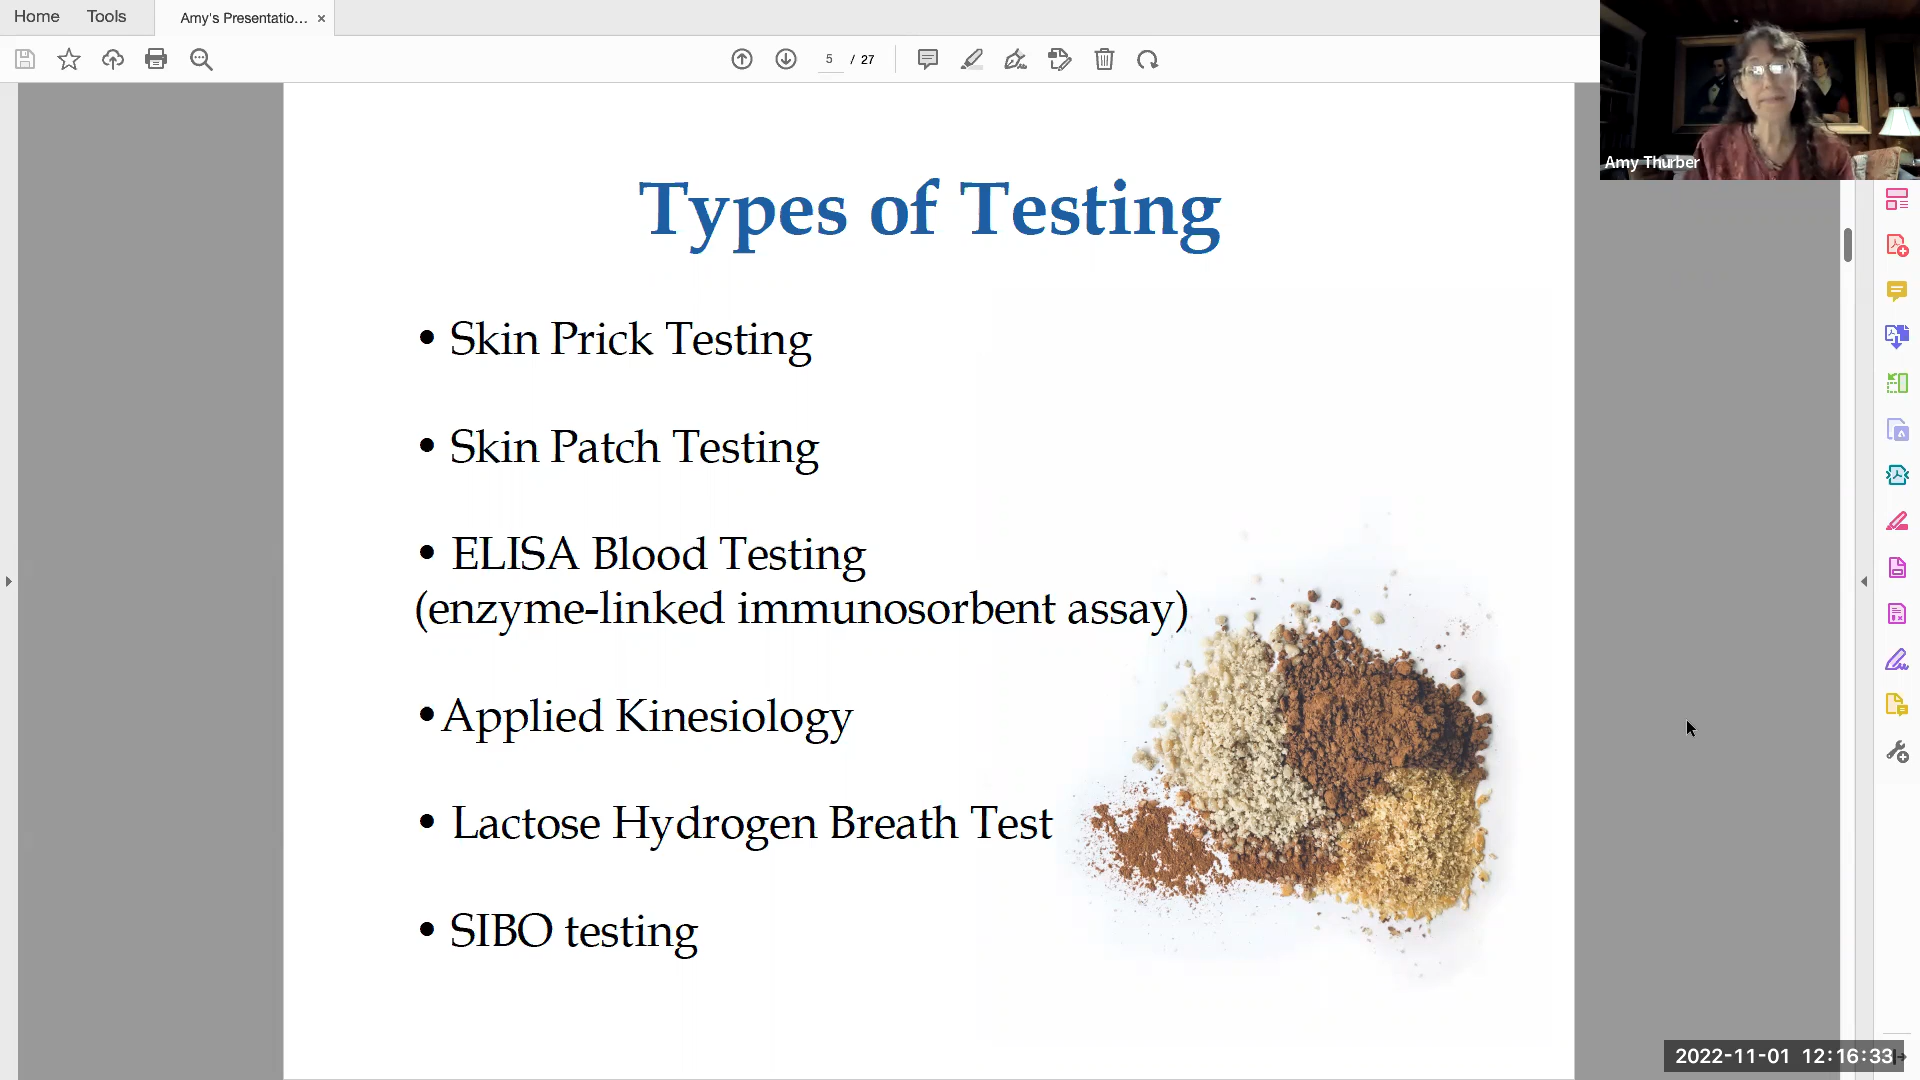 Home
Tools
Amy's Presentatio...
5 / 27
Amy Thurber
Types of Testing
• Skin Prick Testing
• Skin Patch Testing
• ELISA Blood Testing
(enzyme-linked immunosorbent assay)
•Applied Kinesiology
• Lactose Hydrogen Breath Test
• SIBO testing
2022-11-01 12:16:33